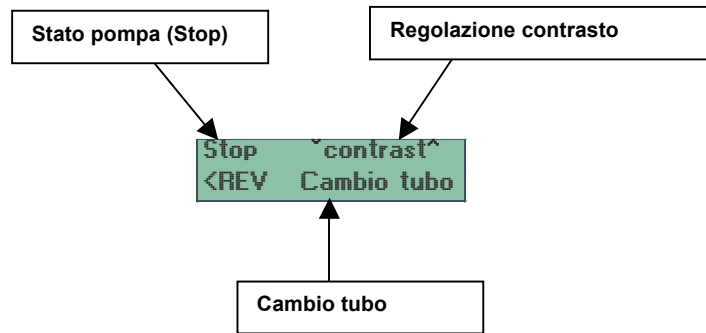 Stato pompa (Stop)
Regolazione contrasto
Stop ˇcontrast^
<REV Cambio tubo
Cambio tubo